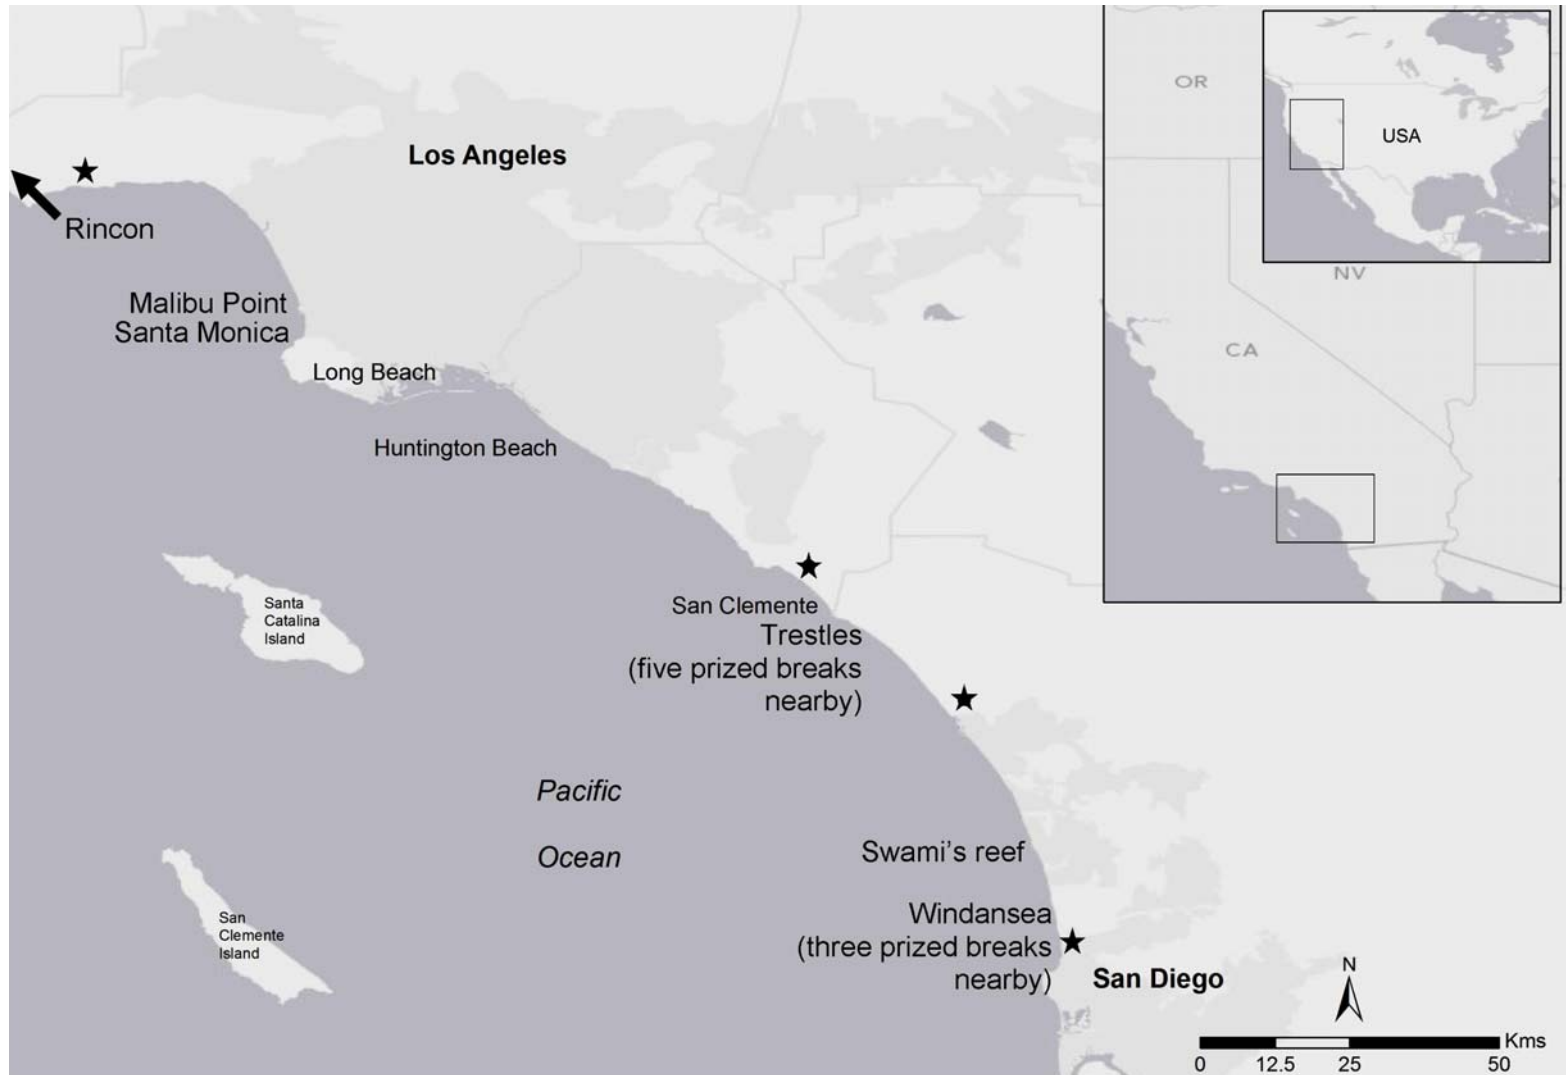 Los Angeles
Rincon
Malibu Point
Santa Monica
Long Beach
Huntington Beach
Santa
Catalina
Island
San Clemente
Trestles
(five prized breaks
nearby)
Pacific
Ocean
Swami's reef
San
Clemente
Island
Windansea
(three prized breaks
nearby)
San Diego
OR
USA
NV
CA
N
Kms
0 12.5 25 50